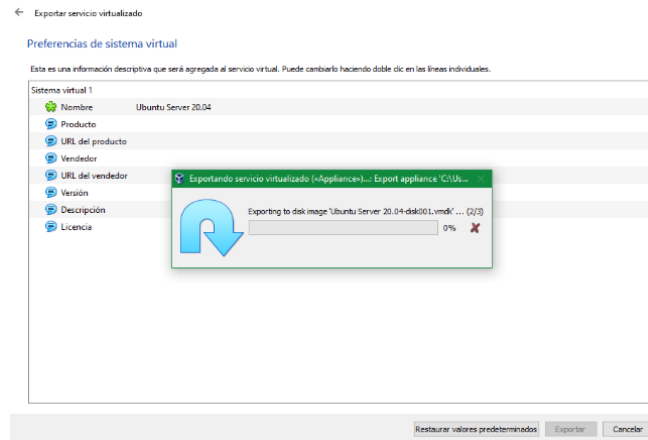 Exportar servicio virtualizado
Preferencias de sistema virtual
Esta es una información descriptiva que será agregada al servicio virtual. Puede cambiarlo haciendo doble clic en las líneas individuales.
Sistema virtual 1
Nombre Ubuntu Server 20.04
Producto
URL del producto
Vendedor
URL del vendedor
Versión
Descripción
Licencia
Exportando servicio virtualizado («Appliance»)...: Export appliance 'C:\Us...
Exporting to disk image 'Ubuntu Server 20.04-disk001.vmdk' ... (2/3)
0%
Restaurar valores predeterminados Exportar Cancelar